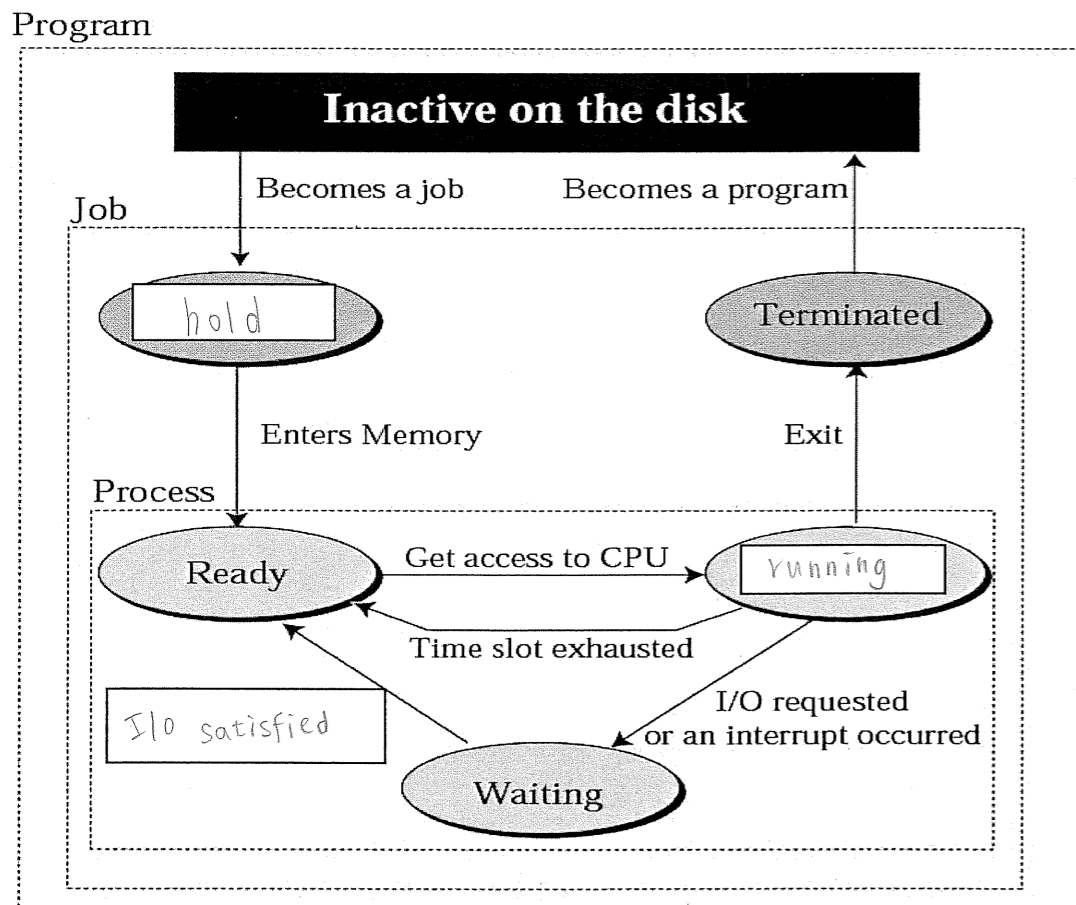 Program
Inactive on the disk
Becomes a job
Becomes a program
Job
hold
Terminated
Enters Memory
Exit
Process
Ready
Get access to CPU
running
Time slot exhausted
I/O satisfied
I/O requested
or an interrupt occurred
Waiting